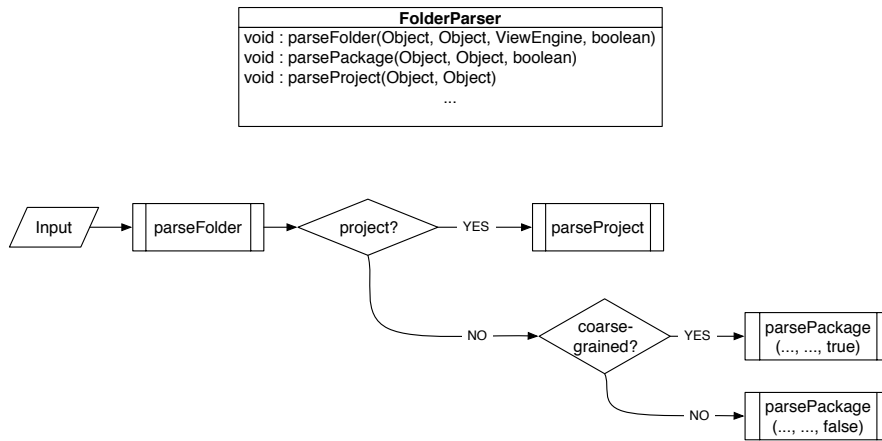 FolderParser
void : parseFolder(Object, Object, ViewEngine, boolean)
void : parsePackage(Object, Object, boolean)
void : parseProject(Object, Object)
...
Input
parseFolder
project?
YES
parseProject
NO
coarse-
grained?
YES
parsePackage
(..., ..., true)
NO
parsePackage
(..., ..., false)